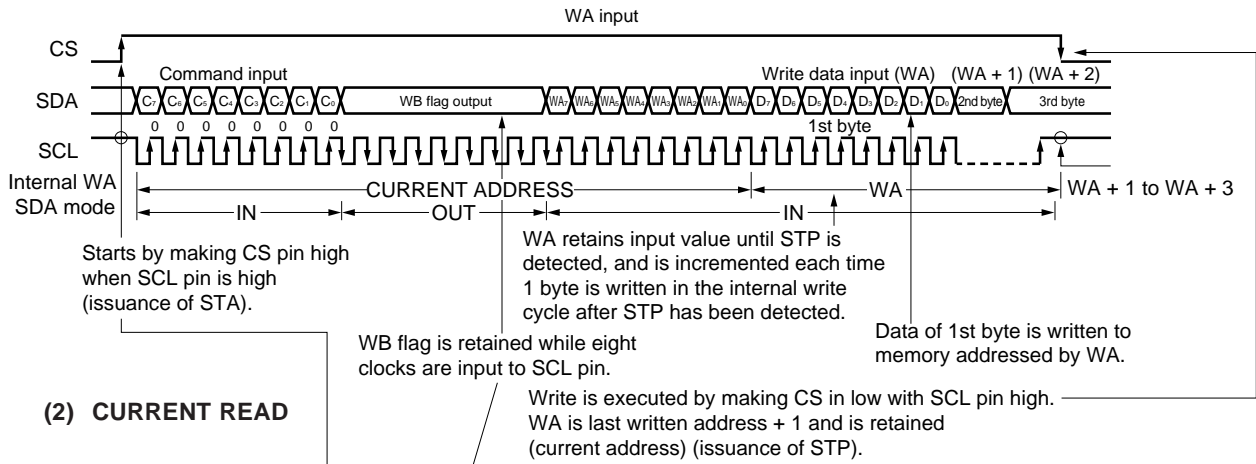 WA input
CS
Command input
Write data input (WA) (WA + 1) (WA + 2)
SDA C7 C6 C5 C4 C3 C2 C1 C0 WB flag output WA7 WA6 WA5 WA4 WA3 WA2 WA1 WA0 D7 D6 D5 D4 D3 D2 D1 D0 2nd byte 3rd byte
0 0 0 0 0 0 0 0 1st byte
SCL
Internal WA CURRENT ADDRESS WA WA + 1 to WA + 3
SDA mode IN OUT IN
Starts by making CS pin high
when SCL pin is high
(issuance of STA).
WA retains input value until STP is
detected, and is incremented each time
1 byte is written in the internal write
cycle after STP has been detected.
WB flag is retained while eight
clocks are input to SCL pin.
Data of 1st byte is written to
memory addressed by WA.
Write is executed by making CS in low with SCL pin high.
WA is last written address + 1 and is retained
(current address) (issuance of STP).
(2) CURRENT READ